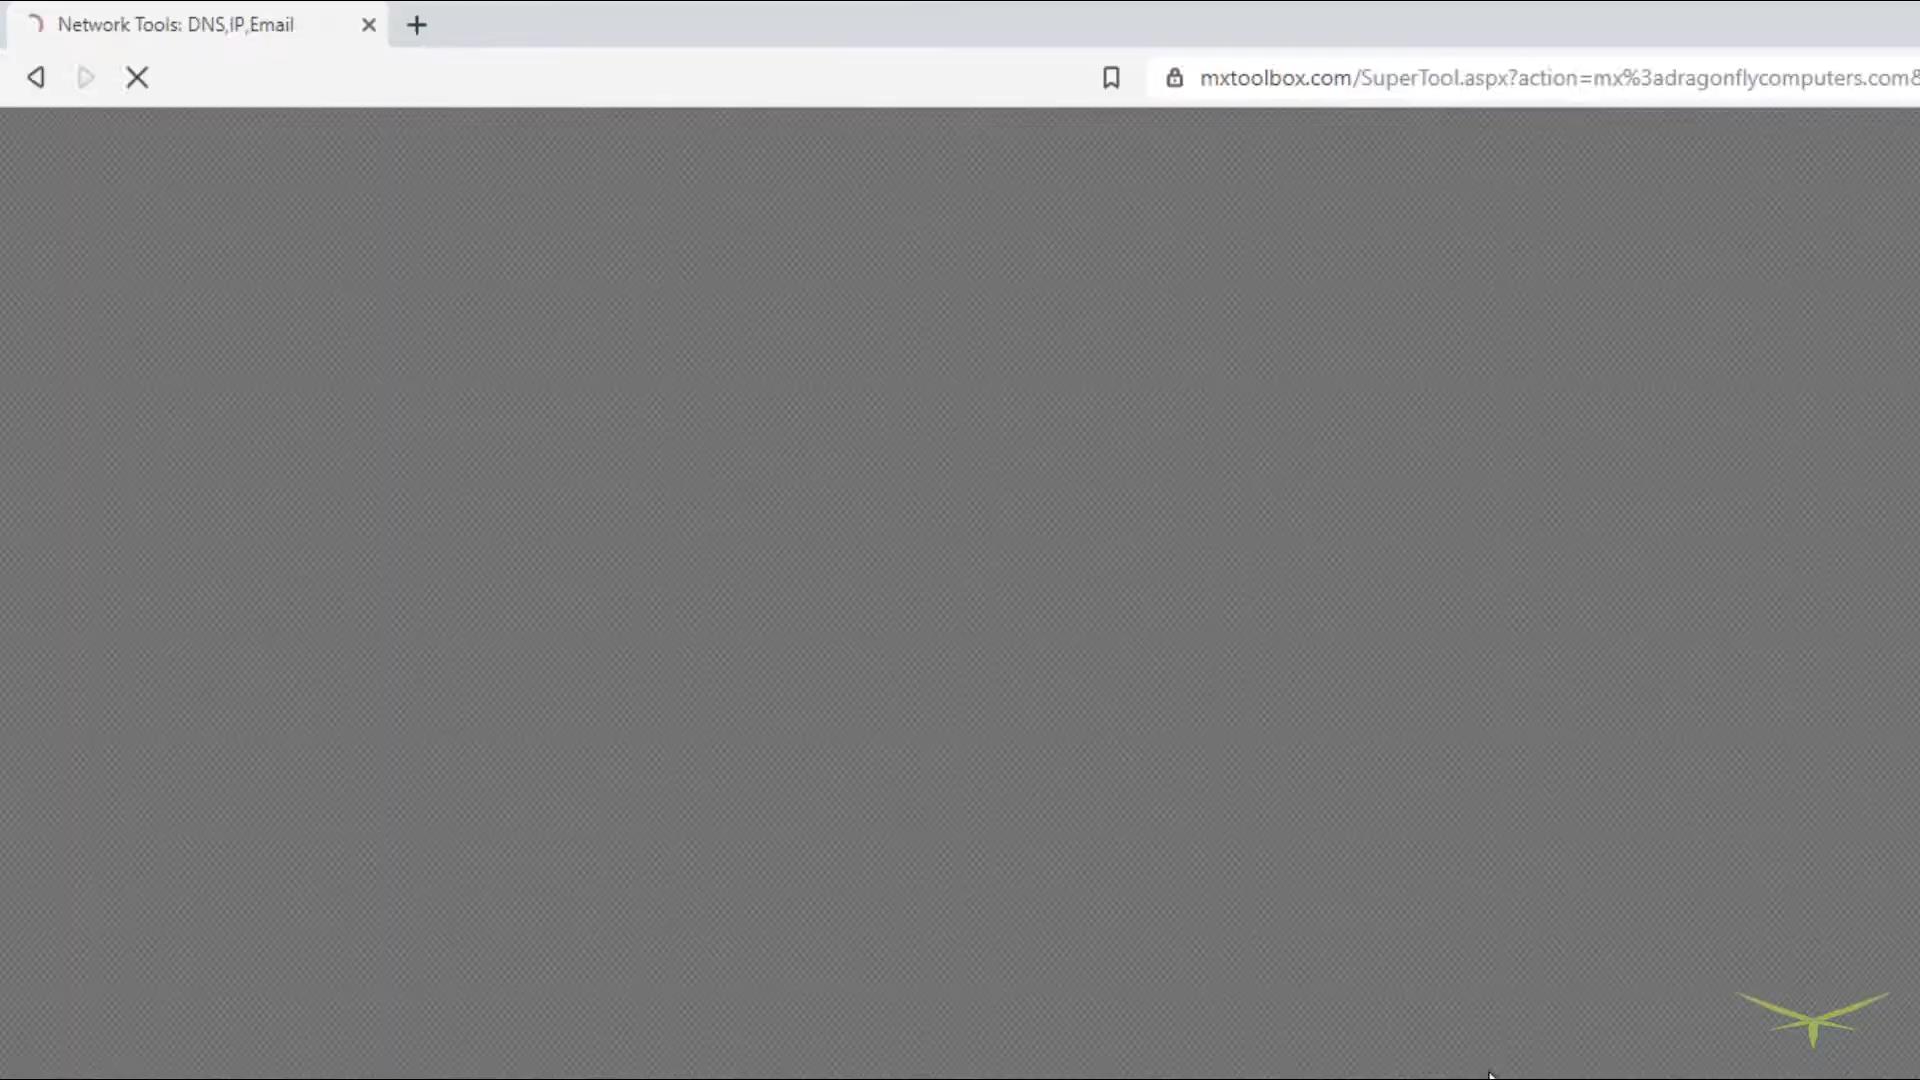 Network Tools: DNS,IP,Email
mxtoolbox.com/SuperTool.aspx?action=mx%3adragonflycomputers.com&